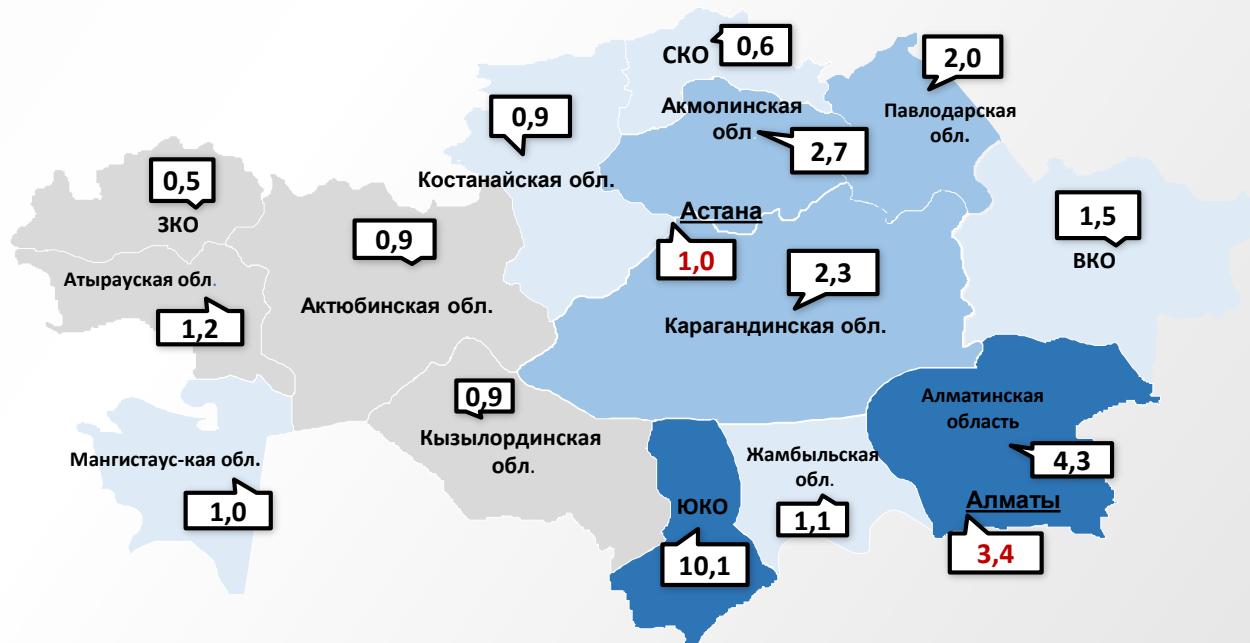 СКО
0,6
2,0
Акмолинская
обл
Павлодарская
обл.
0,9
2,7
Костанайская обл.
0,5
ЗКО
Астана
1,0
1,5
ВКО
0,9
Атырауская обл.
1,2
Актюбинская обл.
2,3
Карагандинская обл.
0,9
Кызылординская
обл.
Алматинская
область
4,3
Мангистаус-кая обл.
1,0
Жамбыльская
обл.
1,1
ЮКО
10,1
Алматы
3,4